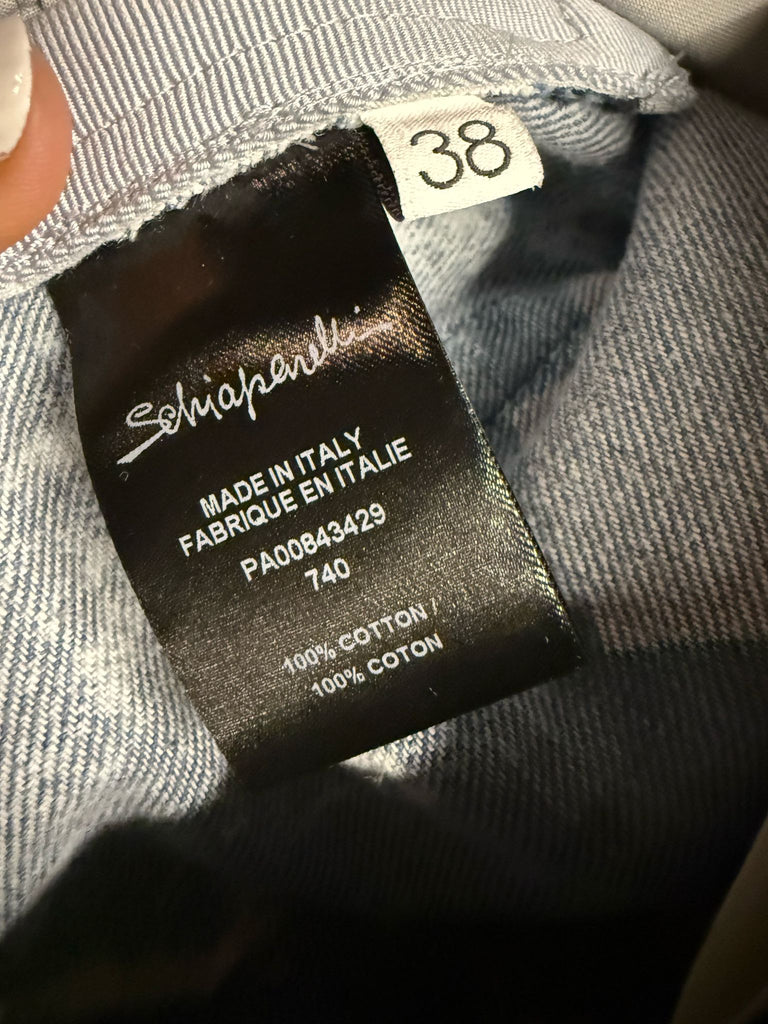 38
Schiaparelli
MADE IN ITALY
FABRIQUE EN ITALIE
PA00843429
740
100% COTTON /
100% COTON